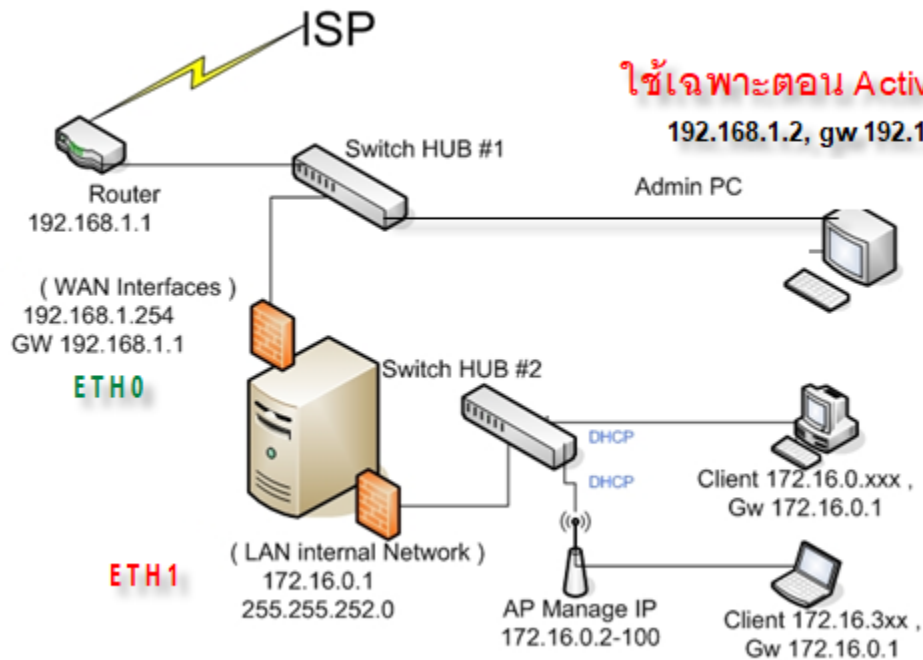 ISP
ใช้เฉพาะตอน Activ
192.168.1.2, gw 192.1
Switch HUB #1
Admin PC
Router
192.168.1.1
( WAN Interfaces )
192.168.1.254
GW 192.168.1.1
ETH0
Switch HUB #2
DHCP
DHCP
Client 172.16.0.xxx ,
Gw 172.16.0.1
( LAN internal Network )
172.16.0.1
255.255.252.0
ETH1
AP Manage IP
172.16.0.2-100
Client 172.16.3xx ,
Gw 172.16.0.1